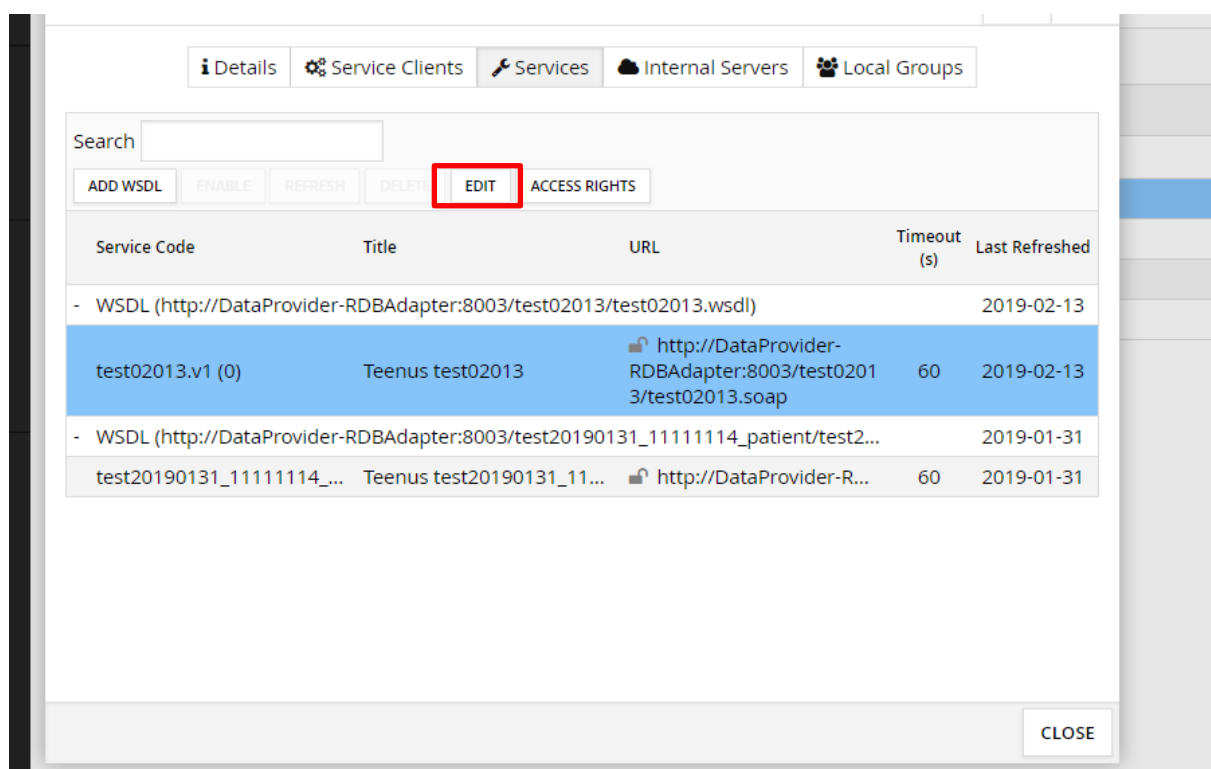 Details Service Clients Services Internal Servers Local Groups
Search
ADD WSDL ENABLE REFRESH DELETE EDIT ACCESS RIGHTS
Service Code Title URL Timeout (s) Last Refreshed
- WSDL (http://DataProvider-RDBAdapter:8003/test02013/test02013.wsdl) 2019-02-13
test02013.v1 (0) Teenus test02013 http://DataProvider-
RDBAdapter:8003/test0201 60 2019-02-13
3/test02013.soap
- WSDL (http://DataProvider-RDBAdapter:8003/test20190131_11111114_patient/test2... 2019-01-31
test20190131_11111114_... Teenus test20190131_11... http://DataProvider-R... 60 2019-01-31
CLOSE